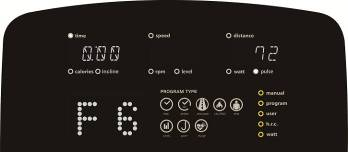 time speed distance
0:00 72
calories incline rpm level watt pulse
PROGRAM TYPE
F6
manual
program
user
h.r.c.
watt